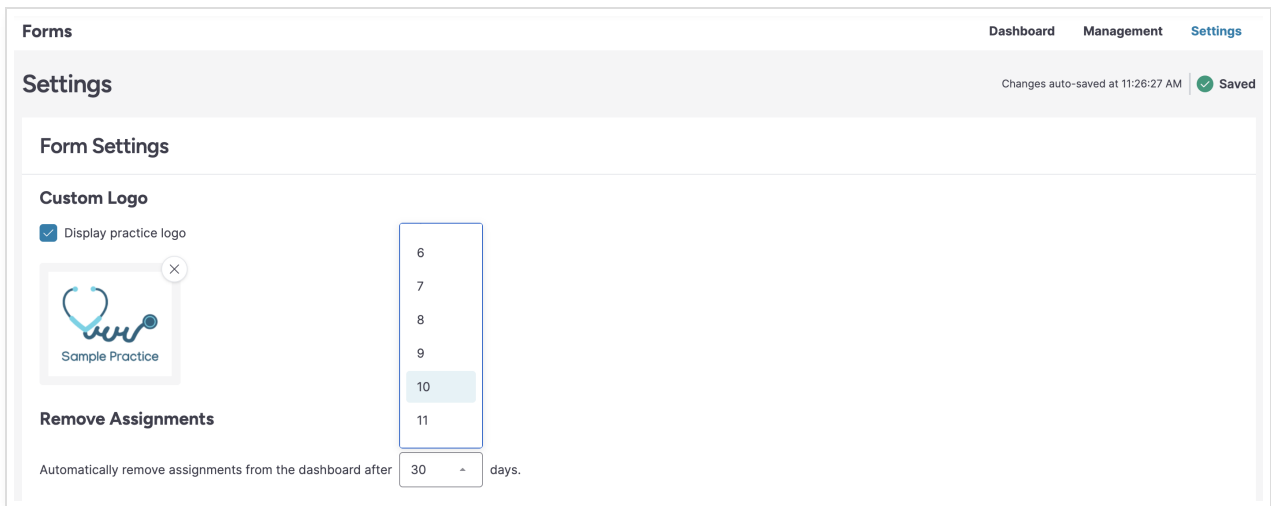 Forms
Dashboard Management Settings
Settings
Changes auto-saved at 11:26:27 AM
Saved
Form Settings
Custom Logo
Display practice logo
Sample Practice
6
7
8
9
10
11
Remove Assignments
Automatically remove assignments from the dashboard after 30 days.